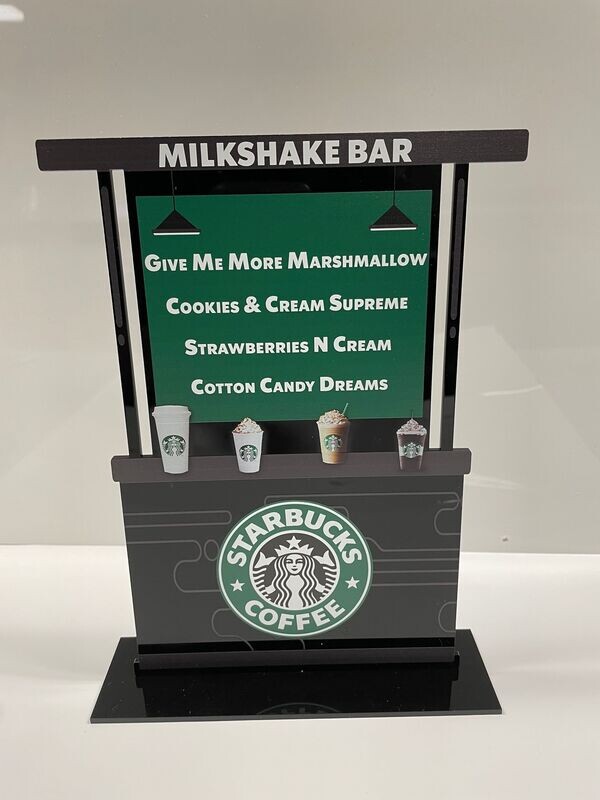 MILKSHAKE BAR
GIVE ME MORE MARSHMALLOW
COOKIES & CREAM SUPREME
STRAWBERRIES N CREAM
COTTON CANDY DREAMS
STARBUCKS
COFFEE